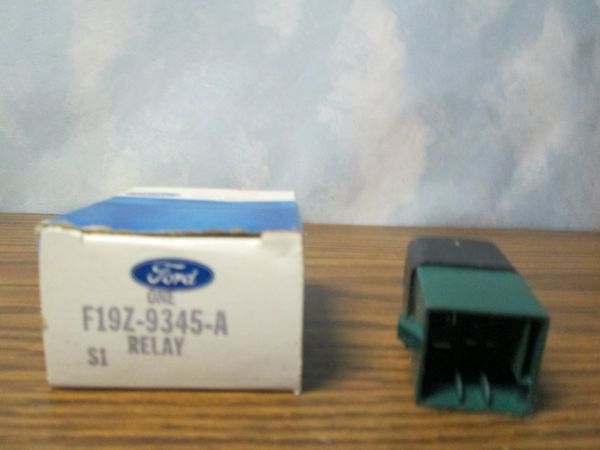 Ford
ONE
F19Z-9345-A
RELAY
S1